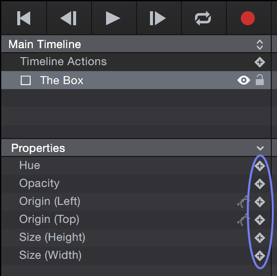 Main Timeline
Timeline Actions
The Box
Properties
Hue
Opacity
Origin (Left)
Origin (Top)
Size (Height)
Size (Width)